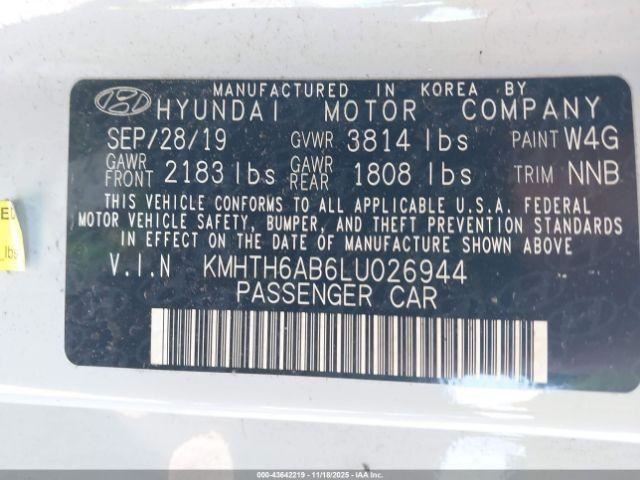 MANUFACTURED IN KOREA BY
HYUNDAI MOTOR COMPANY
SEP/28/19 GVWR 3814 lbs PAINT W4G
GAWR FRONT 2183 lbs GAWR REAR 1808 lbs TRIM NNB
THIS VEHICLE CONFORMS TO ALL APPLICABLE U.S.A. FEDERAL
MOTOR VEHICLE SAFETY, BUMPER, AND THEFT PREVENTION STANDARDS
IN EFFECT ON THE DATE OF MANUFACTURE SHOWN ABOVE
V.I.N KMHTH6AB6LU026944
PASSENGER CAR
lbs
000-43642219 - 11/18/2025 - COPART.CA